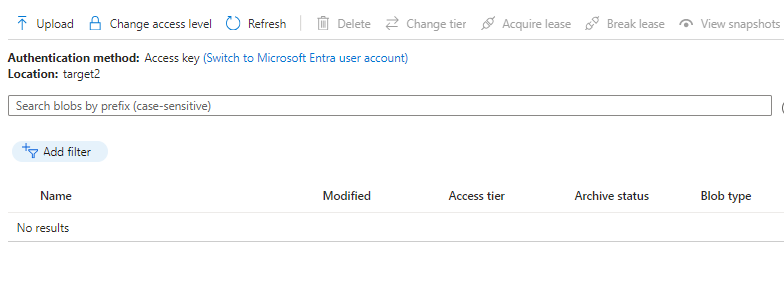 Upload Change access level Refresh Delete Change tier Acquire lease Break lease View snapshots
Authentication method: Access key (Switch to Microsoft Entra user account)
Location: target2
Search blobs by prefix (case-sensitive)
Add filter
Name Modified Access tier Archive status Blob type
No results